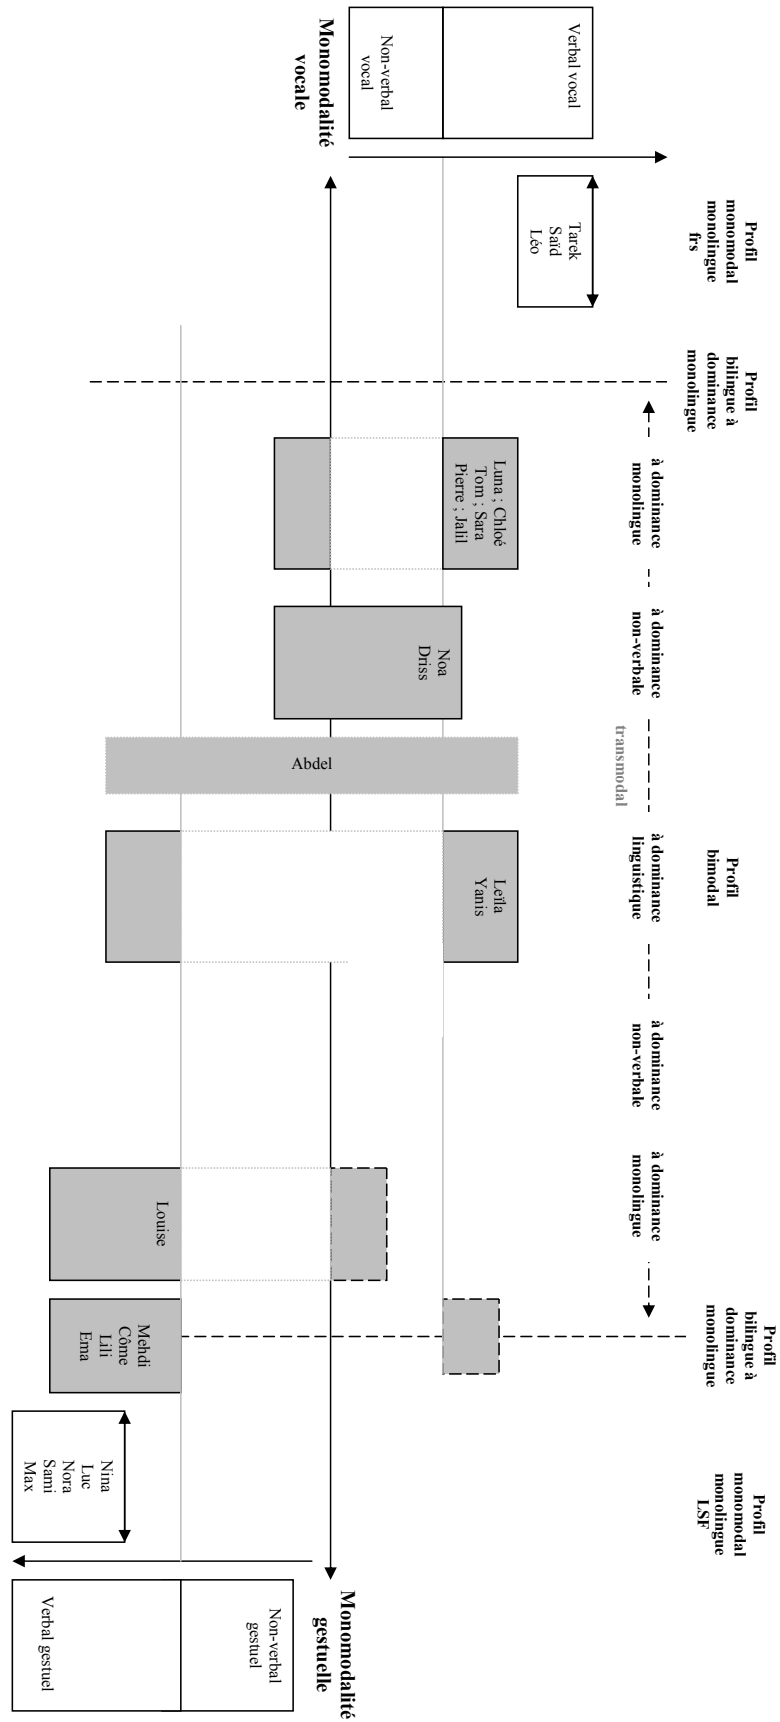 Profil
monomodal
monolingue
frs
Profil
bilingue à
dominance
monolingue
Profil
bimodal
Profil
bilingue à
dominance
monolingue
Profil
monomodal
monolingue
LSF
à dominance
monolingue
à dominance
non-verbale
transmodal
à dominance
linguistique
à dominance
non-verbale
à dominance
monolingue
Verbal vocal
Non-verbal
vocal
Monomodalité
vocale
Tarek
Saïd
Léo
Luna ; Chloé
Tom ; Sara
Pierre ; Jalil
Noa
Driss
Abdel
Leïla
Yanis
Louise
Mehdi
Côme
Lili
Ema
Nina
Luc
Nora
Sami
Max
Monomodalité
gestuelle
Non-verbal
gestuel
Verbal gestuel